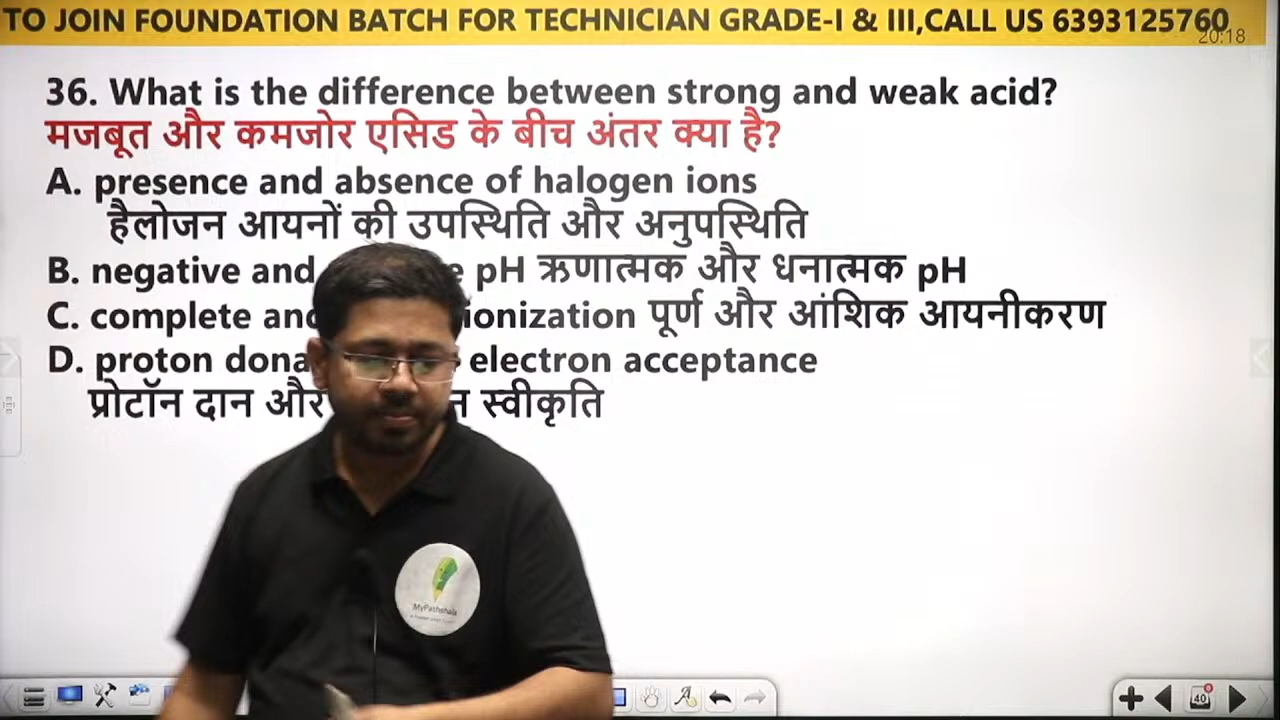 TO JOIN FOUNDATION BATCH FOR TECHNICIAN GRADE-I & III,CALL US 6393125760
20:18
36. What is the difference between strong and weak acid?
मजबूत और कमजोर एसिड के बीच अंतर क्या है?
A. presence and absence of halogen ions
हैलोजन आयनों की उपस्थिति और अनुपस्थिति
B. negative and pH ऋणात्मक और धनात्मक pH
C. complete and ionization पूर्ण और आंशिक आयनीकरण
D. proton electron acceptance
प्रोटॉन दान और स्वीकृति
MyPathshala
40